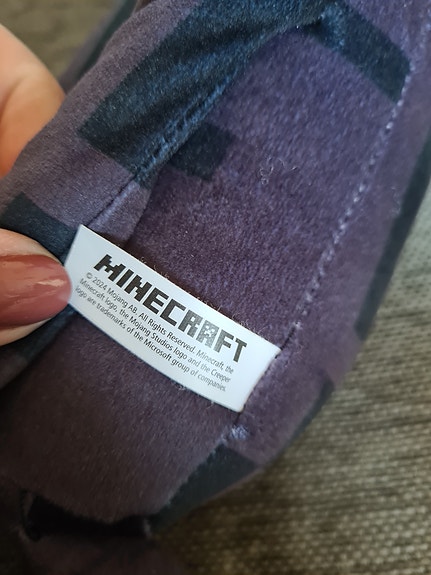 MINECRAFT
© 2024 Mojang AB. All Rights Reserved. Minecraft, the
Minecraft logo, the Mojang Studios logo and the Creeper
logo are trademarks of the Microsoft group of companies.